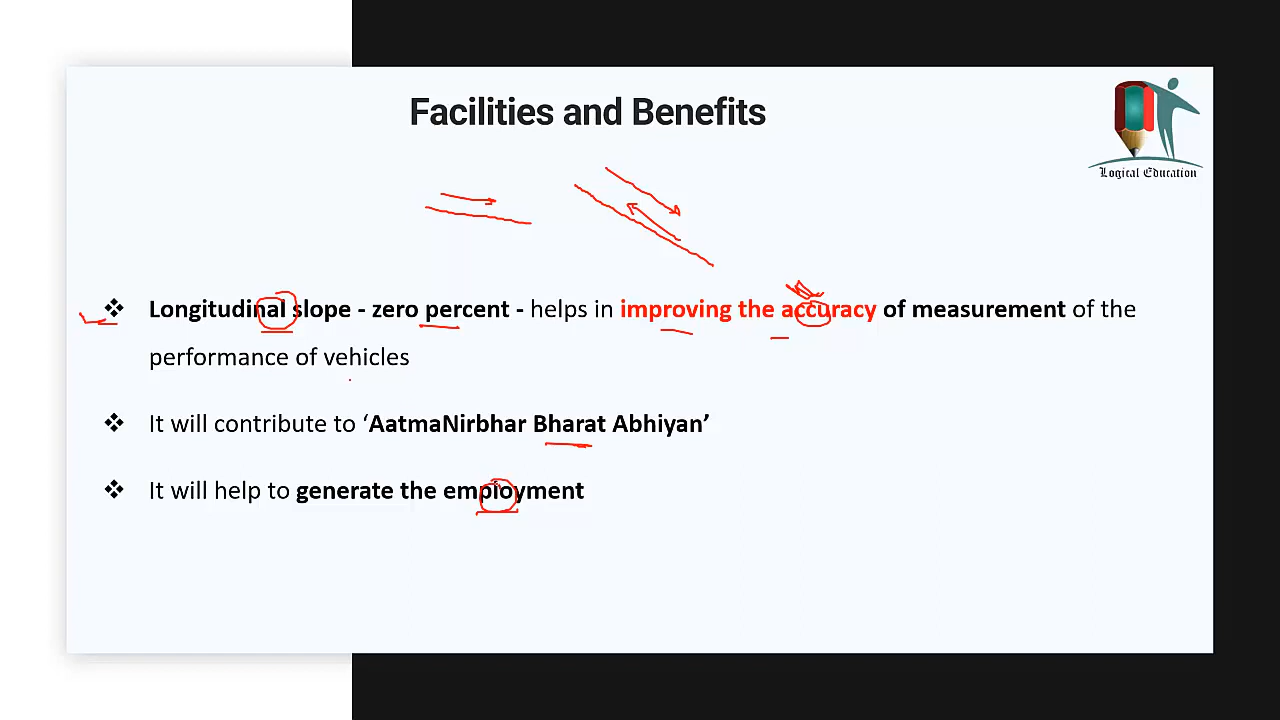 Facilities and Benefits
Logical Education
❖ Longitudinal slope - zero percent - helps in improving the accuracy of measurement of the
performance of vehicles
❖ It will contribute to ‘AatmaNirbhar Bharat Abhiyan’
❖ It will help to generate the employment